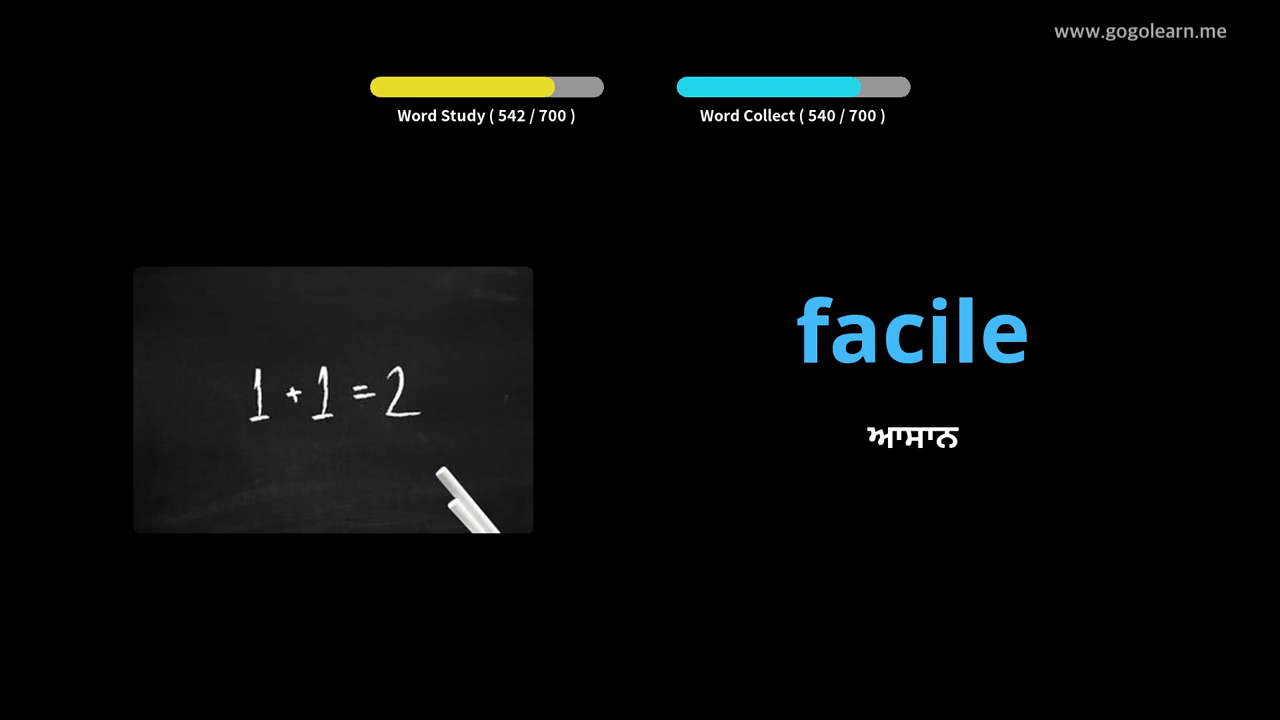 www.gogolearn.me
Word Study ( 542 / 700 )
Word Collect ( 540 / 700 )
1 + 1 = 2
facile
ਆਸਾਨ